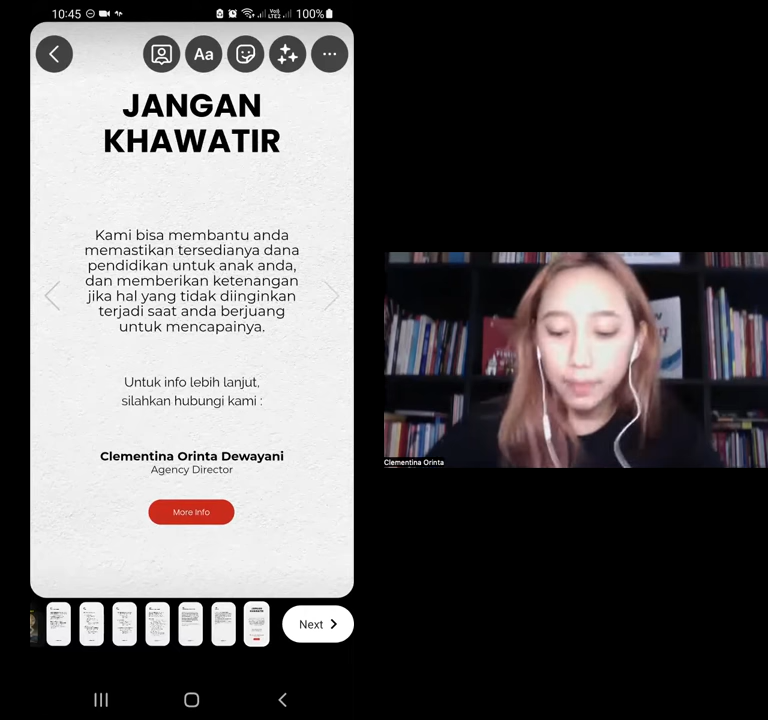 10:45
Vo))
LTE2
100%
Aa
JANGAN
KHAWATIR
Kami bisa membantu anda
memastikan tersedianya dana
pendidikan untuk anak anda,
dan memberikan ketenangan
jika hal yang tidak diinginkan
terjadi saat anda berjuang
untuk mencapainya.
Untuk info lebih lanjut,
silahkan hubungi kami :
Clementina Orinta Dewayani
Agency Director
More Info
Next
Clementina Orinta